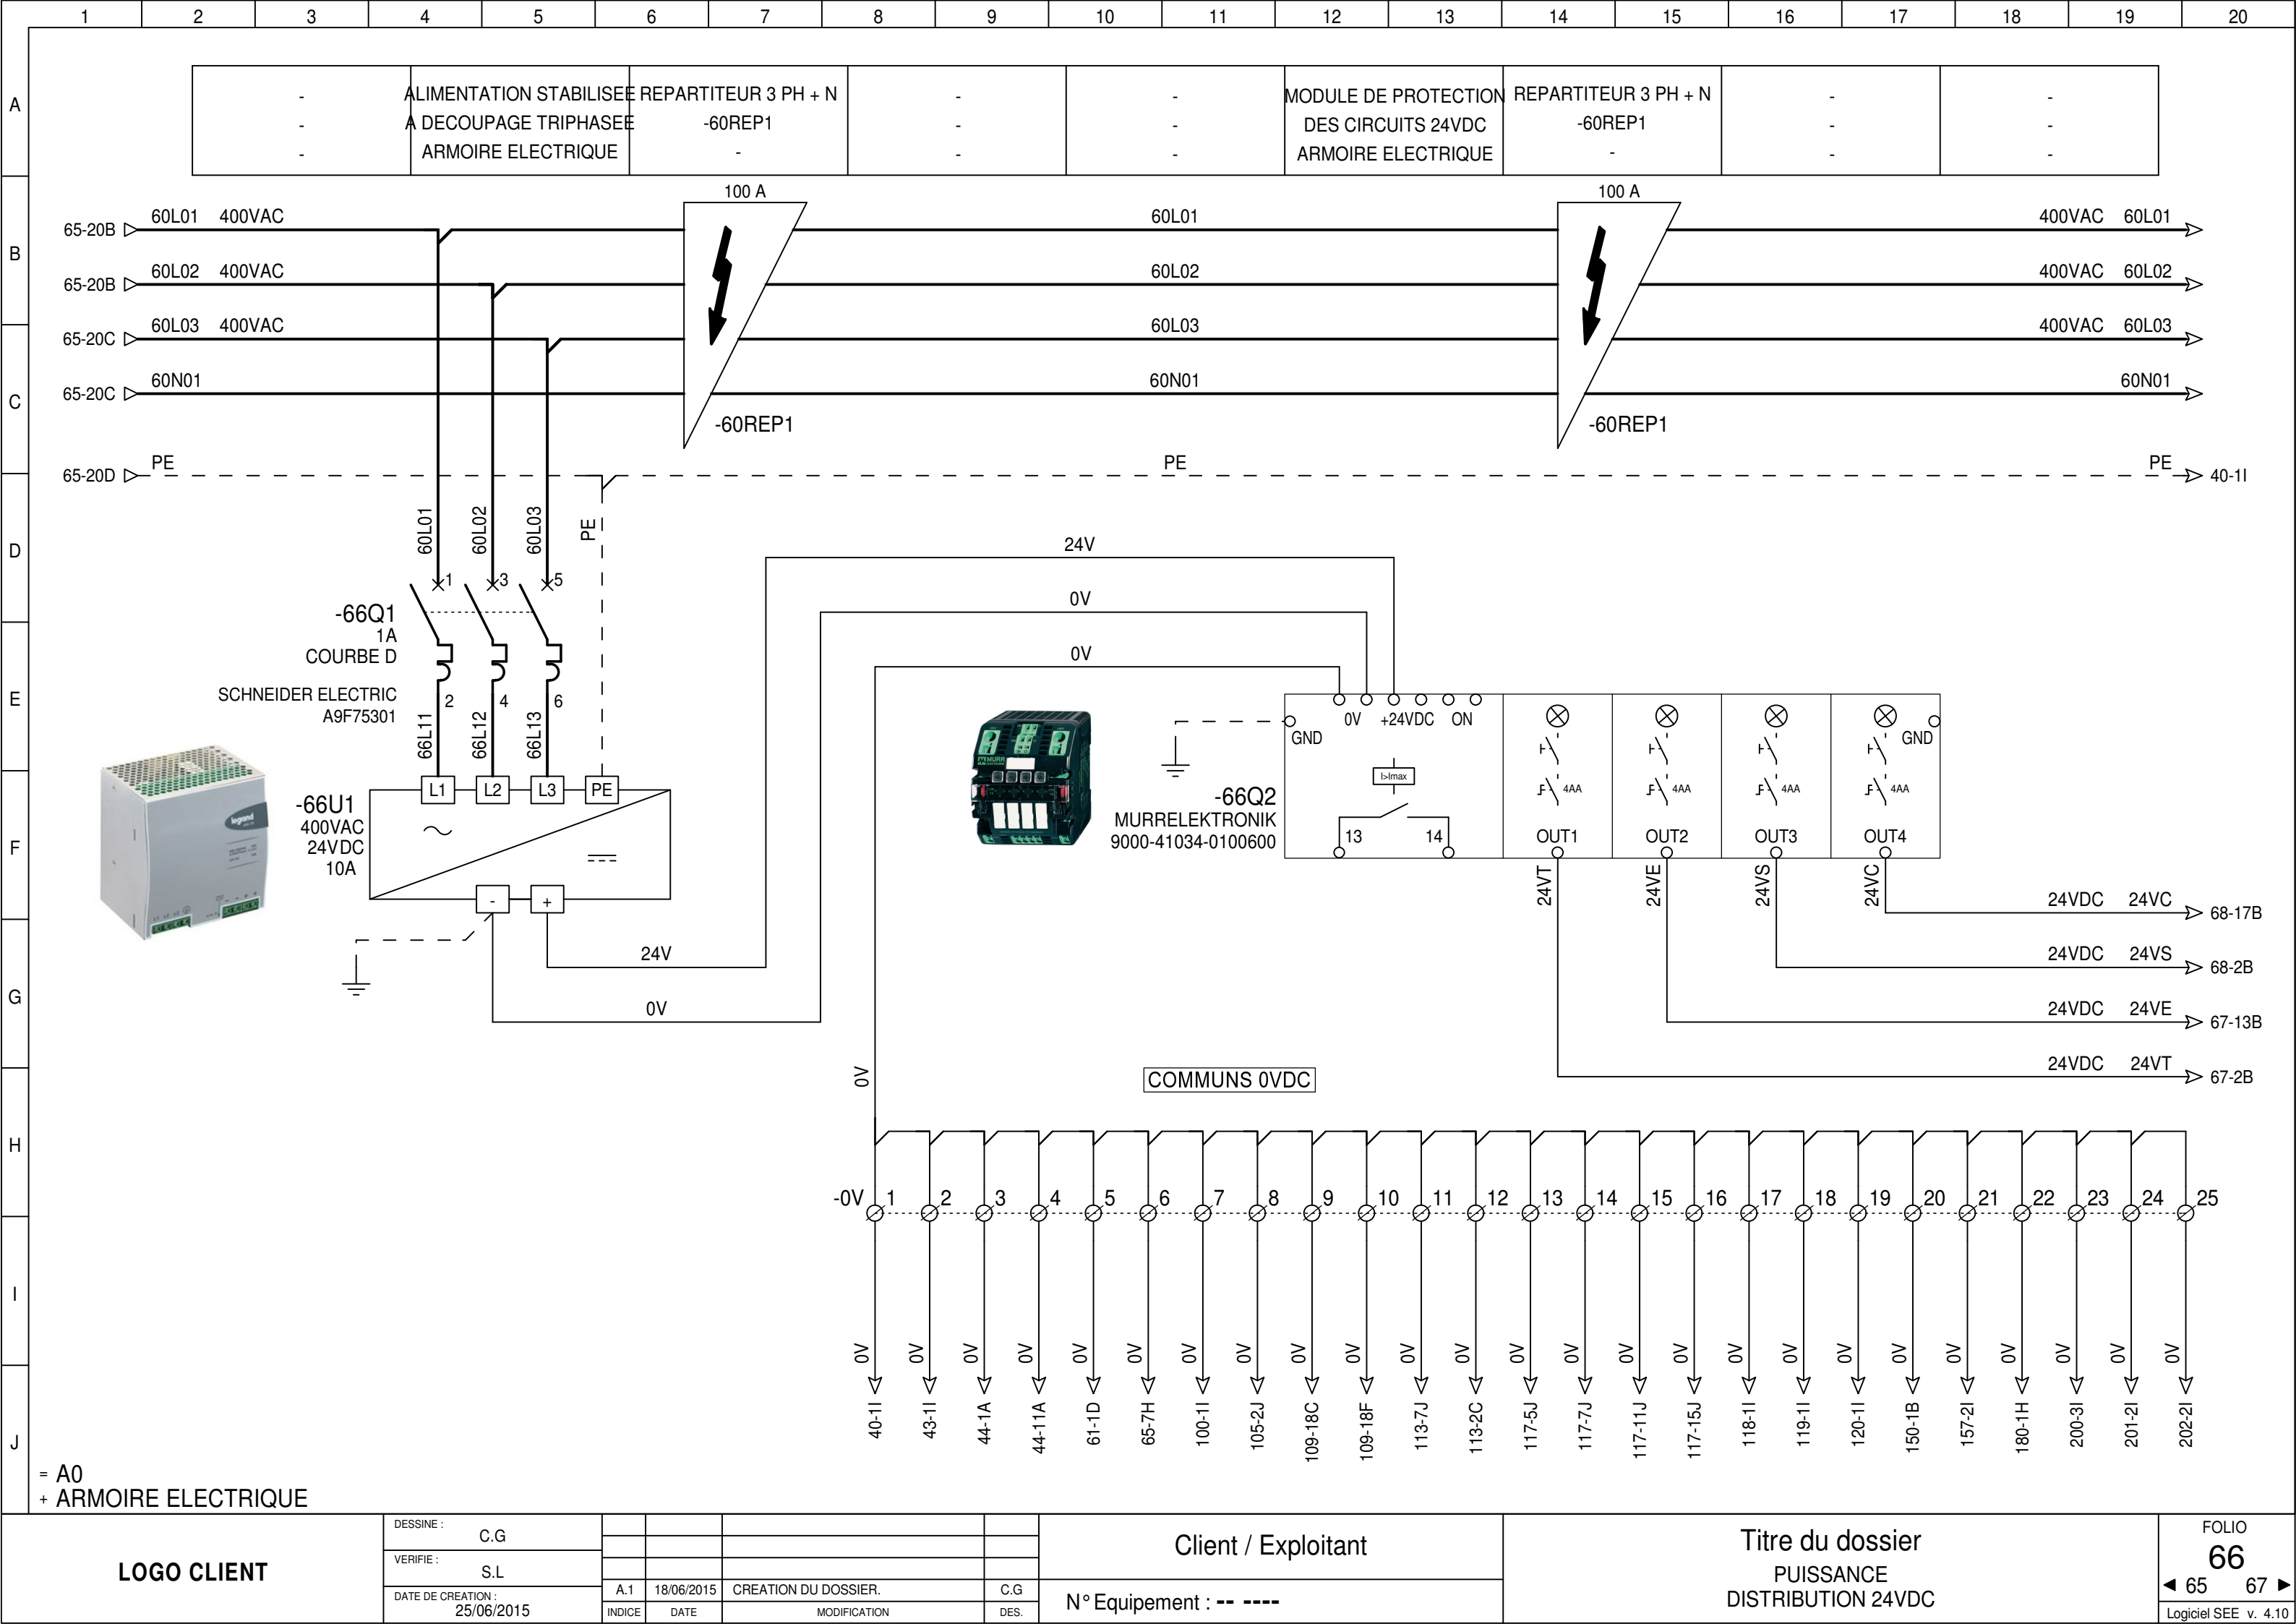 1 2 3 4 5 6 7 8 9 10 11 12 13 14 15 16 17 18 19 20
A
- ALIMENTATION STABILISEE REPARTITEUR 3 PH + N - - MODULE DE PROTECTION REPARTITEUR 3 PH + N - -
- A DECOUPAGE TRIPHASEE -60REP1 - - DES CIRCUITS 24VDC -60REP1 - -
- ARMOIRE ELECTRIQUE - - - ARMOIRE ELECTRIQUE - - -
100 A 100 A
65-20B 60L01 400VAC 60L01 400VAC 60L01
B
65-20B 60L02 400VAC 60L02 400VAC 60L02
65-20C 60L03 400VAC 60L03 400VAC 60L03
65-20C 60N01 60N01 60N01
C
-60REP1 -60REP1
65-20D PE PE PE 40-1I
60L01 60L02 60L03 PE
D
24V
1 3 5
0V
-66Q1
1A
COURBE D
0V
SCHNEIDER ELECTRIC
A9F75301
2 4 6
E
66L11 66L12 66L13
0V +24VDC ON
GND GND
MURR
legrand
L1 L2 L3 PE
I>Imax
-66U1
400VAC
24VDC
10A
-66Q2
MURRELEKTRONIK
9000-41034-0100600
4AA 4AA 4AA 4AA
13 14
OUT1 OUT2 OUT3 OUT4
F
24VT 24VE 24VS 24VC
- +
24VDC 24VC 68-17B
24V
24VDC 24VS 68-2B
G
0V
24VDC 24VE 67-13B
24VDC 24VT 67-2B
0V
COMMUNS 0VDC
H
-0V 1 2 3 4 5 6 7 8 9 10 11 12 13 14 15 16 17 18 19 20 21 22 23 24 25
I
0V 0V 0V 0V 0V 0V 0V 0V 0V 0V 0V 0V 0V 0V 0V 0V 0V 0V 0V 0V 0V 0V 0V 0V 0V
40-1I 43-1I 44-1A 44-11A 61-1D 65-7H 100-1I 105-2J 109-18C 109-18F 113-7J 113-2C 117-5J 117-7J 117-11J 117-15J 118-1I 119-1I 120-1I 150-1B 157-2I 180-1H 200-3I 201-2I 202-2I
J
= A0
+ ARMOIRE ELECTRIQUE
LOGO CLIENT
DESSINE :
C.G
VERIFIE :
S.L
DATE DE CREATION :
25/06/2015
A.1 18/06/2015 CREATION DU DOSSIER. C.G
INDICE DATE MODIFICATION DES.
Client / Exploitant
N° Equipement : -- ----
Titre du dossier
PUISSANCE
DISTRIBUTION 24VDC
FOLIO
66
65 67
Logiciel SEE v. 4.10